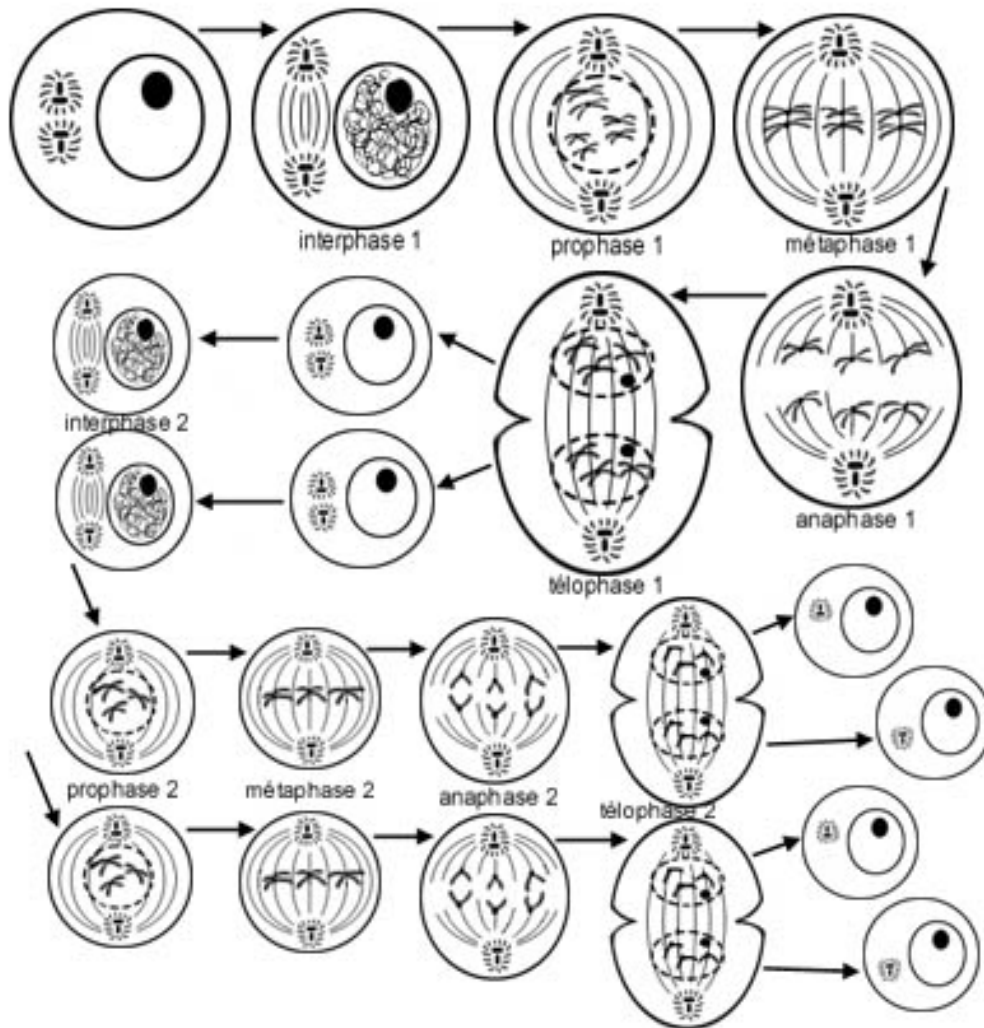 interphase 1
prophase 1
métaphase 1
interphase 2
anaphase 1
télophase 1
prophase 2
métaphase 2
anaphase 2
télophase 2